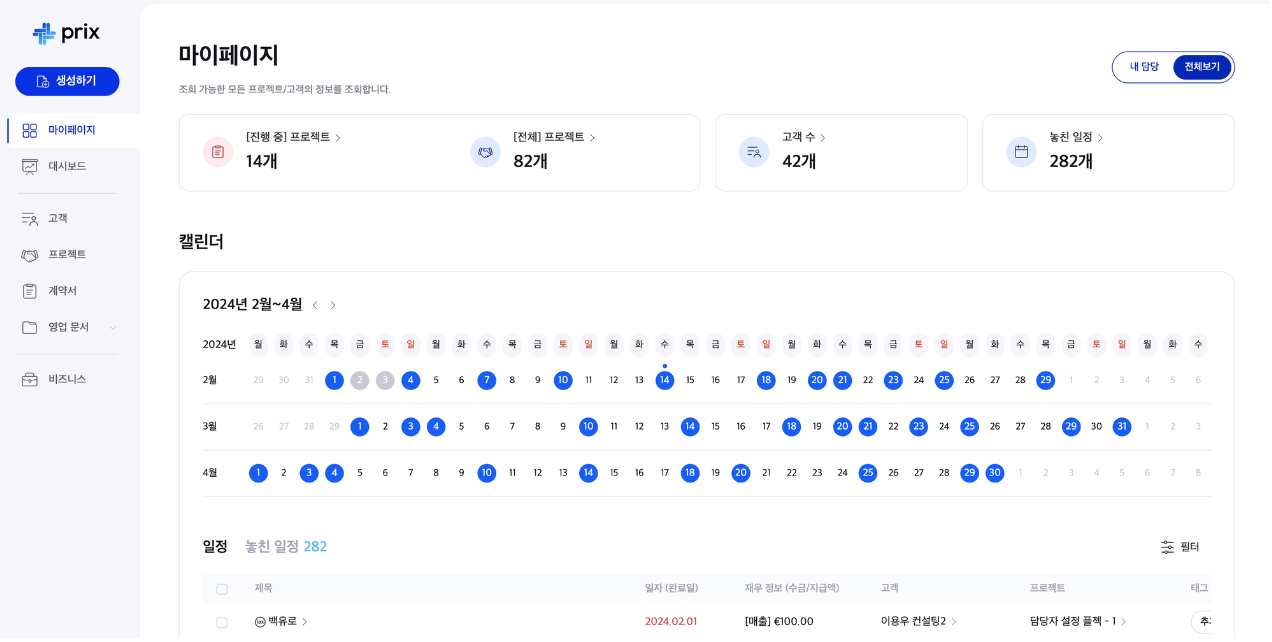 prix
생성하기
마이페이지
대시보드
고객
프로젝트
계약서
영업 문서
비즈니스
마이페이지
조회 가능한 모든 프로젝트/고객의 정보를 조회합니다.
내 담당 전체보기
[진행 중] 프로젝트
14개
[전체] 프로젝트
82개
고객 수
42개
놓친 일정
282개
캘린더
2024년 2월~4월
2024년 월 화 수 목 금 토 일 월 화 수 목 금 토 일 월 화 수 목 금 토 일 월 화 수 목 금 토 일 월 화 수 목 금 토 일 월 화 수
2월 29 30 31 1 2 3 4 5 6 7 8 9 10 11 12 13 14 15 16 17 18 19 20 21 22 23 24 25 26 27 28 29 1 2 3 4 5 6
3월 26 27 28 29 1 2 3 4 5 6 7 8 9 10 11 12 13 14 15 16 17 18 19 20 21 22 23 24 25 26 27 28 29 30 31 1 2 3
4월 1 2 3 4 5 6 7 8 9 10 11 12 13 14 15 16 17 18 19 20 21 22 23 24 25 26 27 28 29 30 1 2 3 4 5 6 7 8
일정 놓친 일정 282
필터
제목 일자 (완료일) 재무 정보 (수금/지급액) 고객 프로젝트 태그
백유로 2024.02.01 [매출] €100.00 이용우 컨설팅2 담당자 설정 플젝 - 1